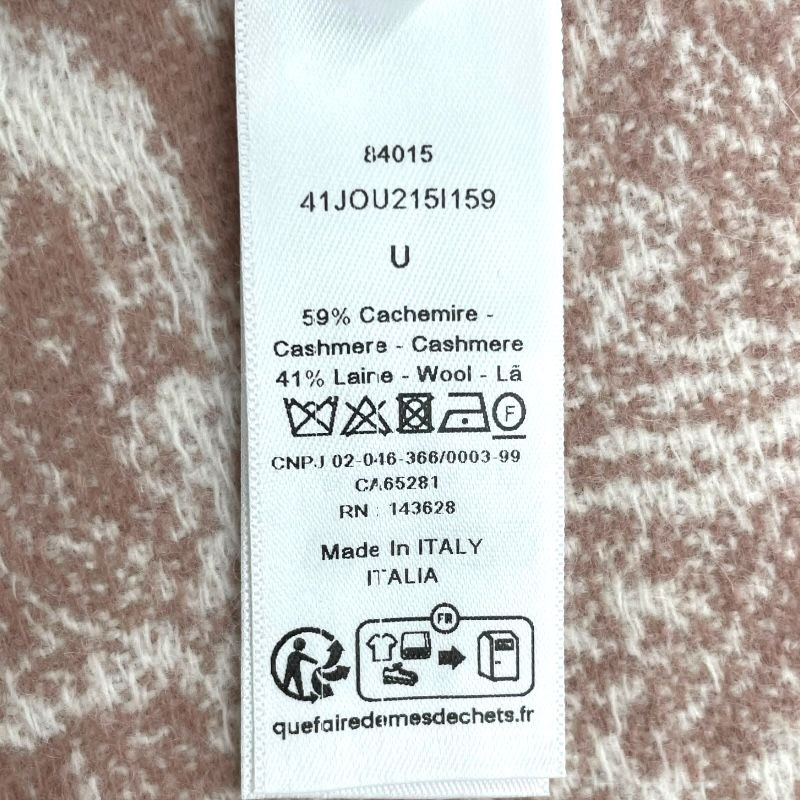 84015
41JOU215I159
U
59% Cachemire -
Cashmere - Cashmere
41% Laine - Wool - Lã
F
CNPJ 02-046-366/0003-99
CA65281
RN : 143628
Made In ITALY
ITALIA
FR
quefairedemesdechets.fr